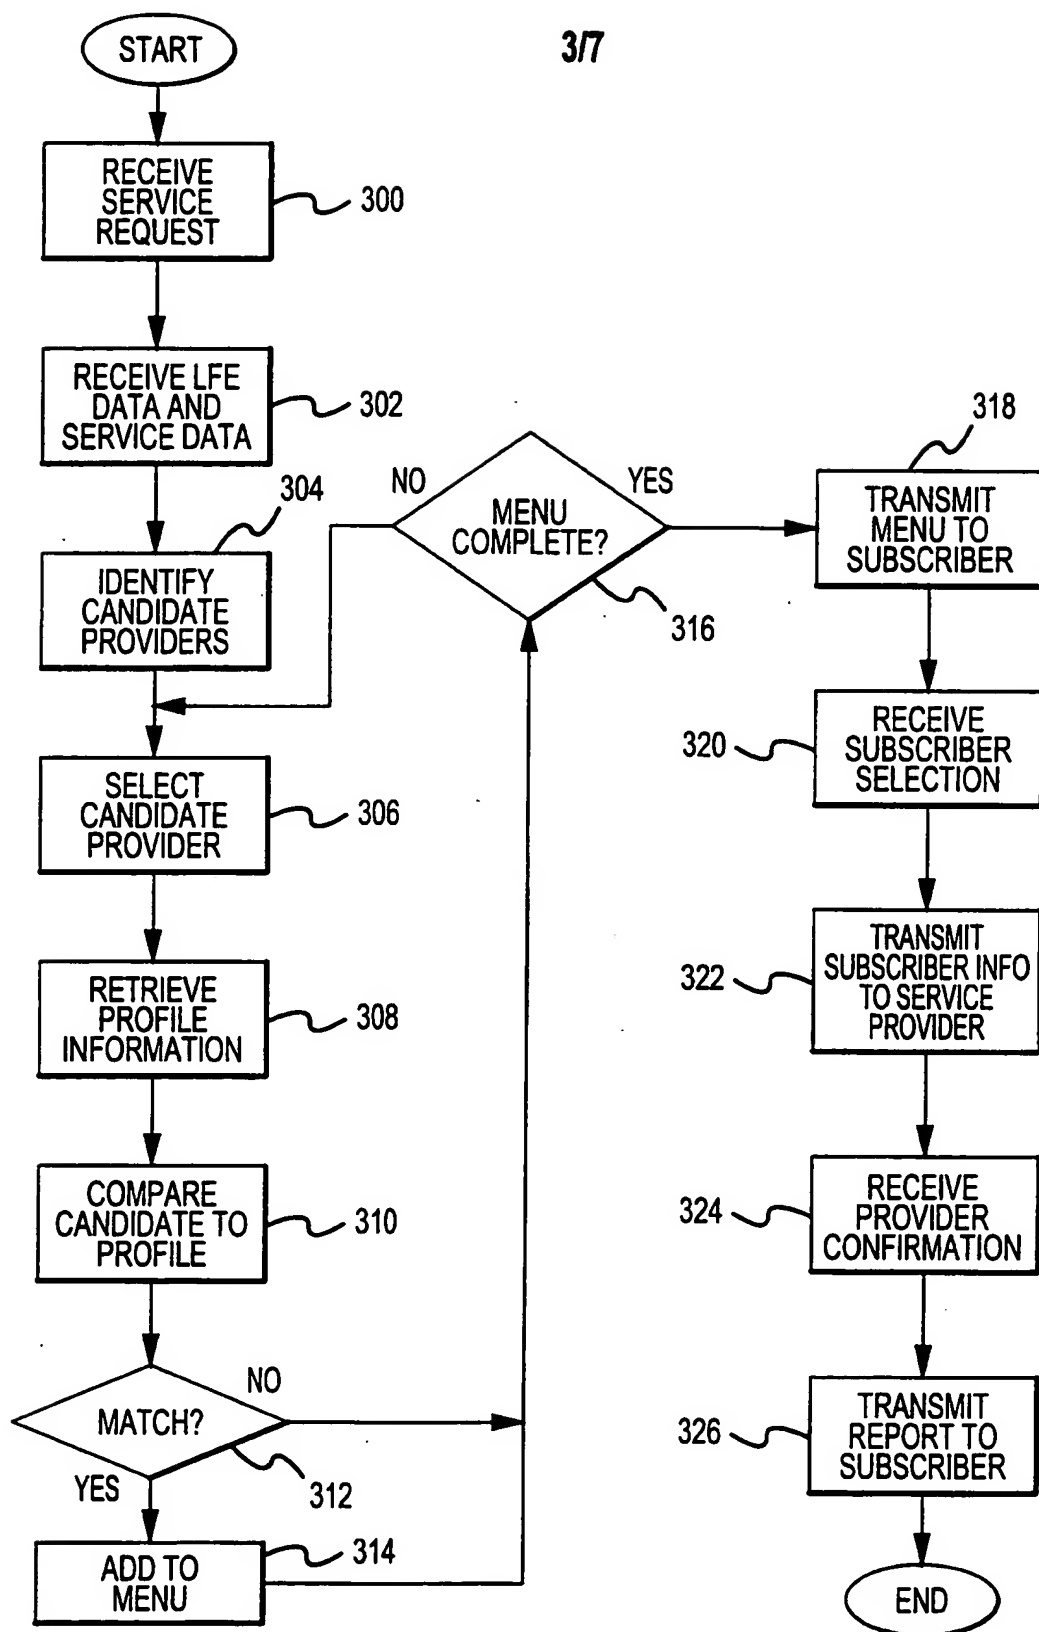 3/7
START
RECEIVE
SERVICE
REQUEST
300
RECEIVE LFE
DATA AND
SERVICE DATA
302
304
IDENTIFY
CANDIDATE
PROVIDERS
SELECT
CANDIDATE
PROVIDER
306
RETRIEVE
PROFILE
INFORMATION
308
COMPARE
CANDIDATE TO
PROFILE
310
MATCH?
NO
YES
312
ADD TO
MENU
314
MENU
COMPLETE?
NO
YES
316
318
TRANSMIT
MENU TO
SUBSCRIBER
320
RECEIVE
SUBSCRIBER
SELECTION
322
TRANSMIT
SUBSCRIBER INFO
TO SERVICE
PROVIDER
324
RECEIVE
PROVIDER
CONFIRMATION
326
TRANSMIT
REPORT TO
SUBSCRIBER
END